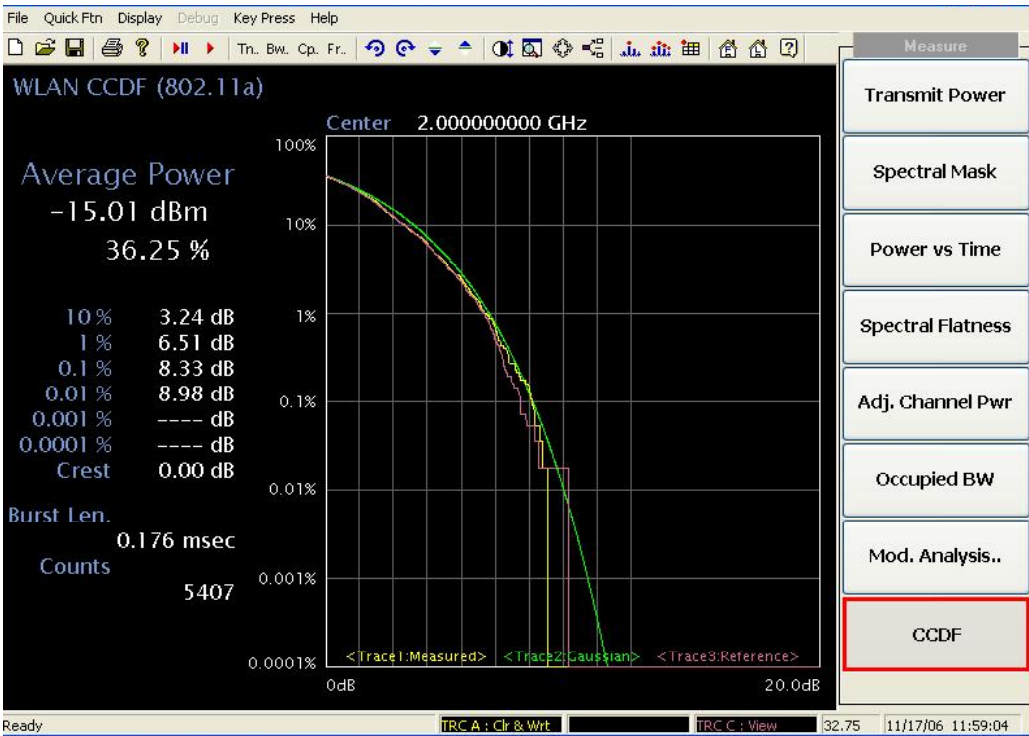 File Quick Ftn Display Debug Key Press Help
Tn.. Bw.. Cp.. Fr..
Measure
WLAN CCDF (802.11a)
Center 2.000000000 GHz
Average Power
-15.01 dBm
36.25 %
10 % 3.24 dB
1 % 6.51 dB
0.1 % 8.33 dB
0.01 % 8.98 dB
0.001 % ---- dB
0.0001 % ---- dB
Crest 0.00 dB
Burst Len.
0.176 msec
Counts
5407
100%
10%
1%
0.1%
0.01%
0.001%
0.0001%
<Trace1:Measured> <Trace2:Gaussian> <Trace3:Reference>
0dB 20.0dB
Transmit Power
Spectral Mask
Power vs Time
Spectral Flatness
Adj. Channel Pwr
Occupied BW
Mod. Analysis..
CCDF
Ready TRC A : Clr & Wrt TRC C : View 32.75 11/17/06 11:59:04